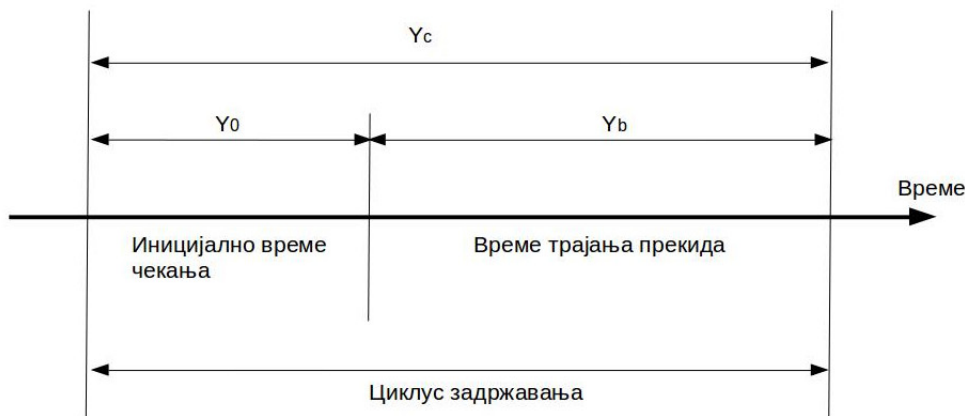 Yc
Y0
Yb
Време
Иницијално време
чекања
Време трајања прекида
Циклус задржавања